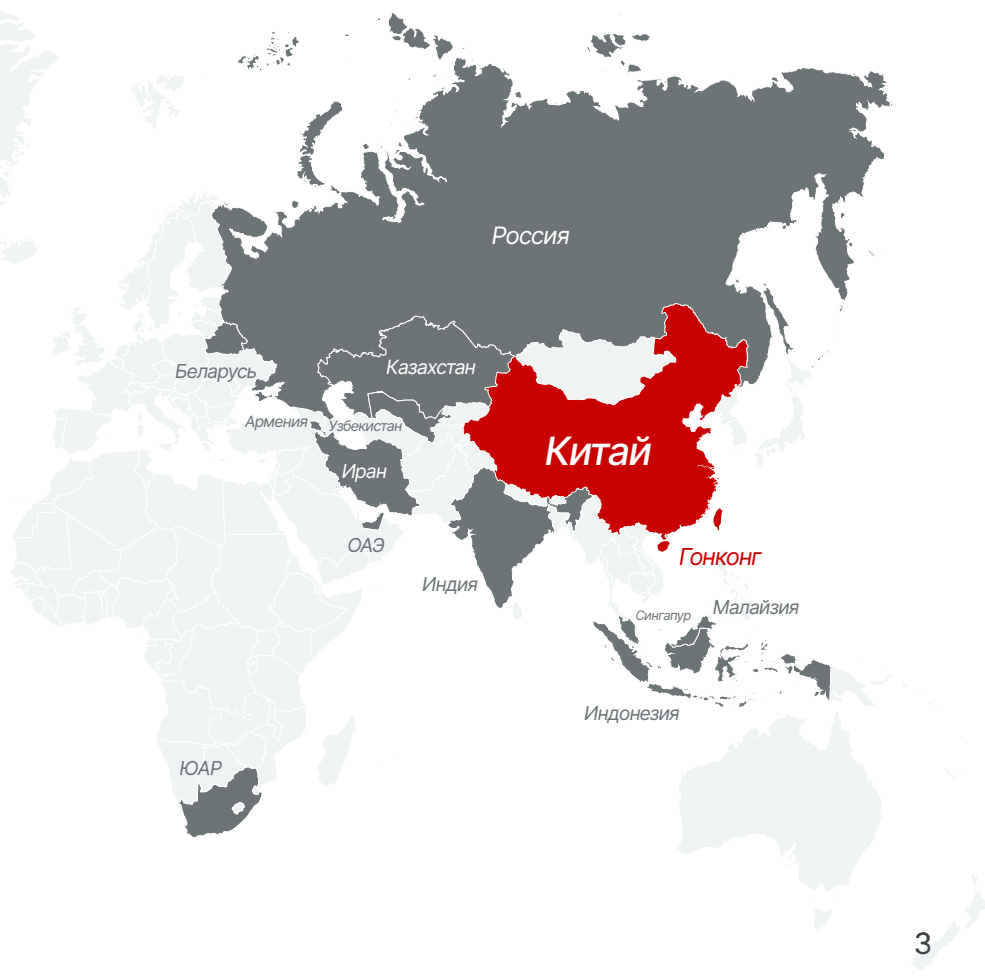 Россия
Беларусь
Казахстан
Армения
Узбекистан
Китай
Иран
ОАЭ
Гонконг
Индия
Сингапур
Малайзия
Индонезия
ЮАР
3